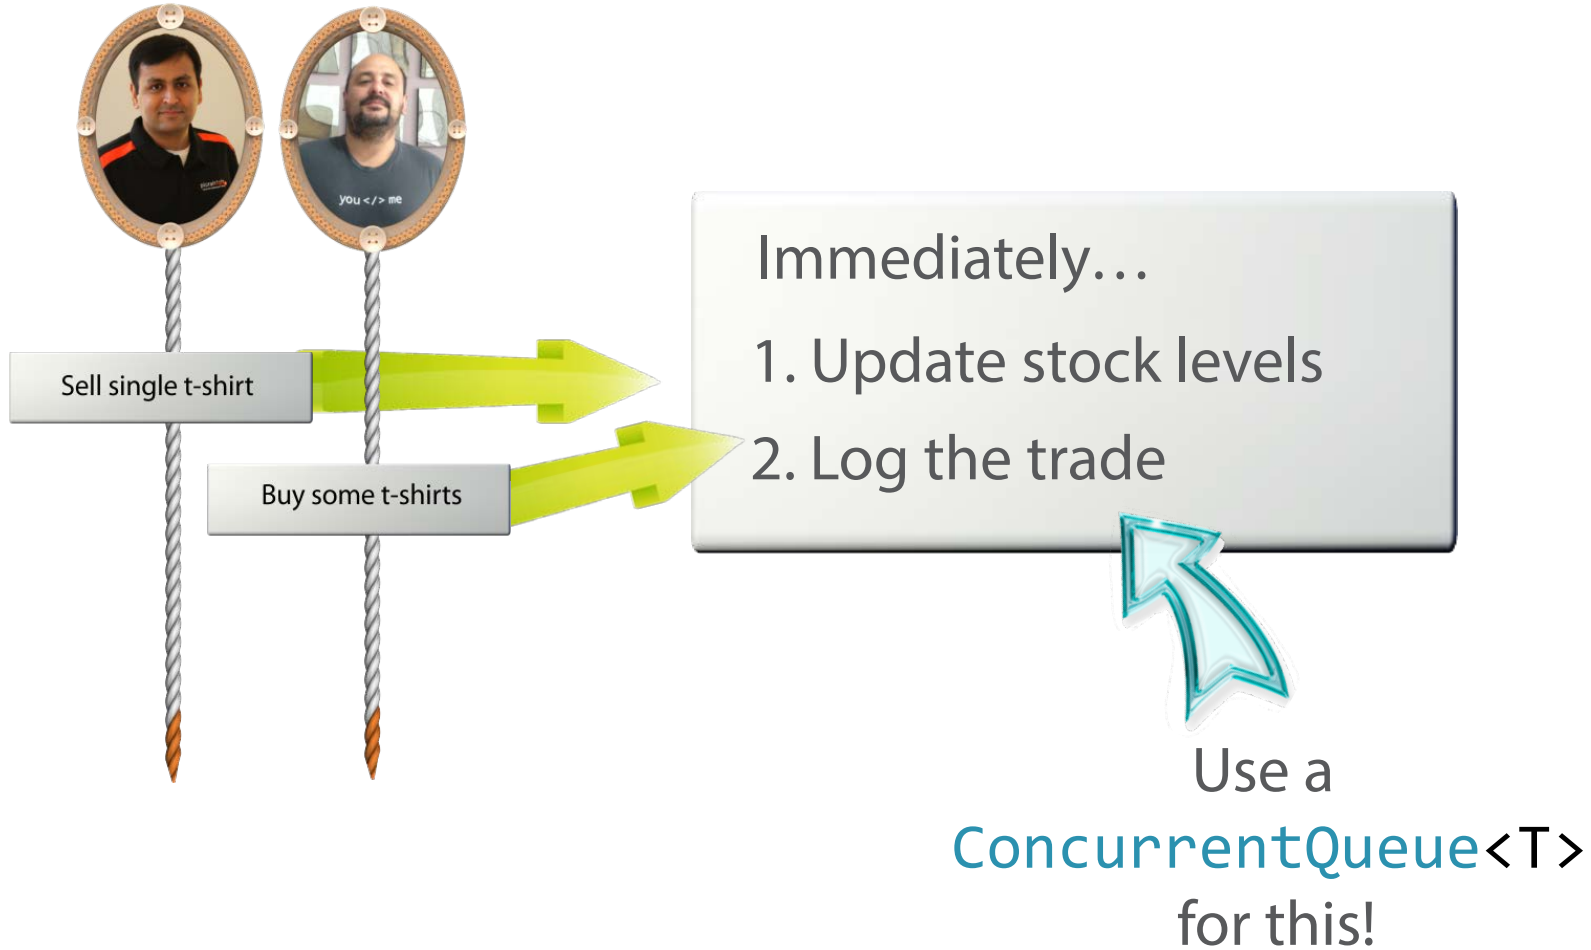 you </> me
Sell single t-shirt
Buy some t-shirts
Immediately…
1. Update stock levels
2. Log the trade
Use a
ConcurrentQueue<T>
for this!